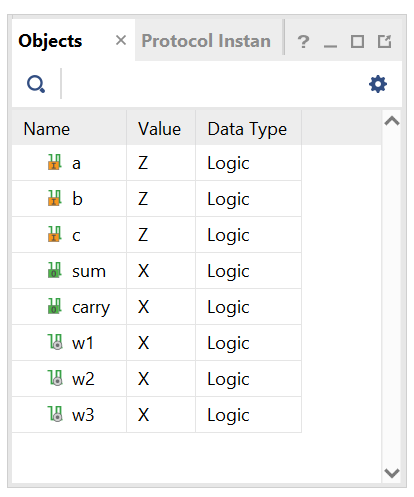 Objects × Protocol Instan ?
Name Value Data Type
a Z Logic
b Z Logic
c Z Logic
sum X Logic
carry X Logic
w1 X Logic
w2 X Logic
w3 X Logic